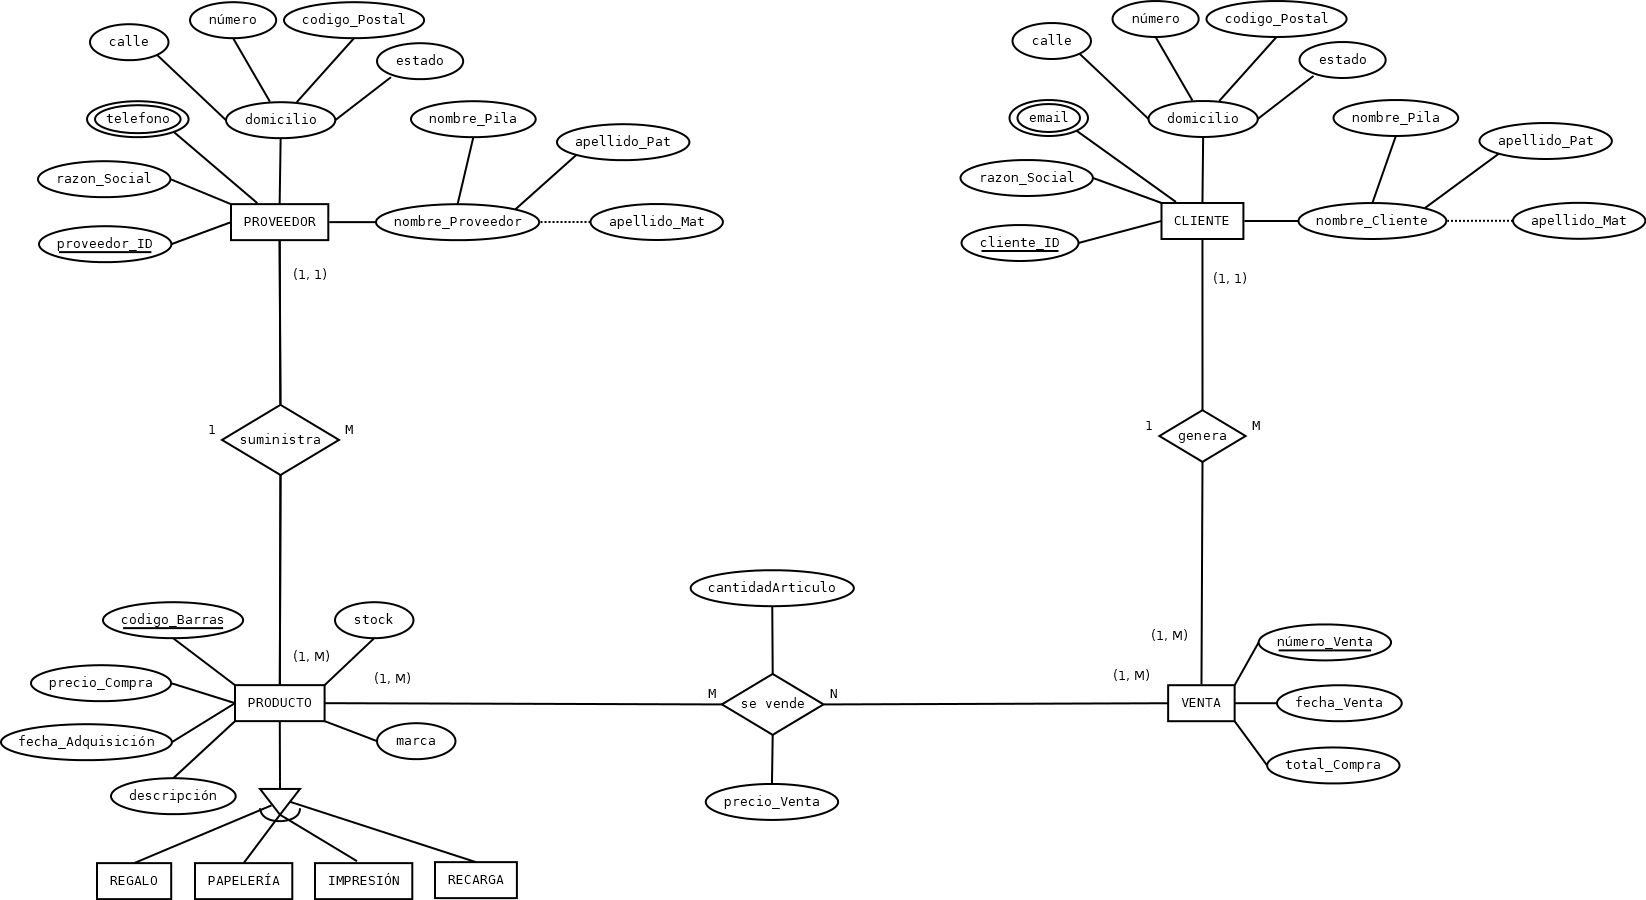 número
codigo_Postal
calle
estado
telefono
domicilio
nombre_Pila
apellido_Pat
razon_Social
PROVEEDOR
nombre_Proveedor
apellido_Mat
proveedor_ID
(1, 1)
1
M
suministra
número
codigo_Postal
calle
estado
email
domicilio
nombre_Pila
apellido_Pat
razon_Social
CLIENTE
nombre_Cliente
apellido_Mat
cliente_ID
(1, 1)
1
M
genera
cantidadArticulo
codigo_Barras
stock
(1, M)
(1, M)
precio_Compra
PRODUCTO
M
N
se vende
(1, M)
(1, M)
número_Venta
VENTA
fecha_Venta
fecha_Adquisición
marca
total_Compra
descripción
precio_Venta
REGALO
PAPELERÍA
IMPRESIÓN
RECARGA